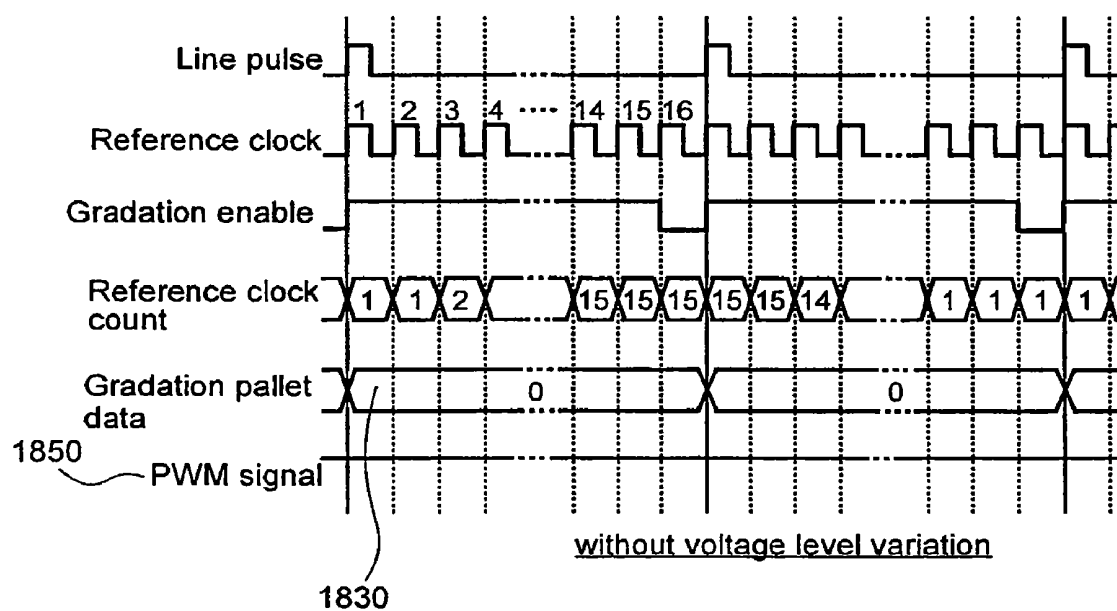 Line pulse
1 2 3 4 ····· 14 15 16
Reference clock
Gradation enable
Reference clock count
1 1 2 15 15 15 15 15 14 1 1 1 1
Gradation pallet data
0 0
1850
PWM signal
without voltage level variation
1830